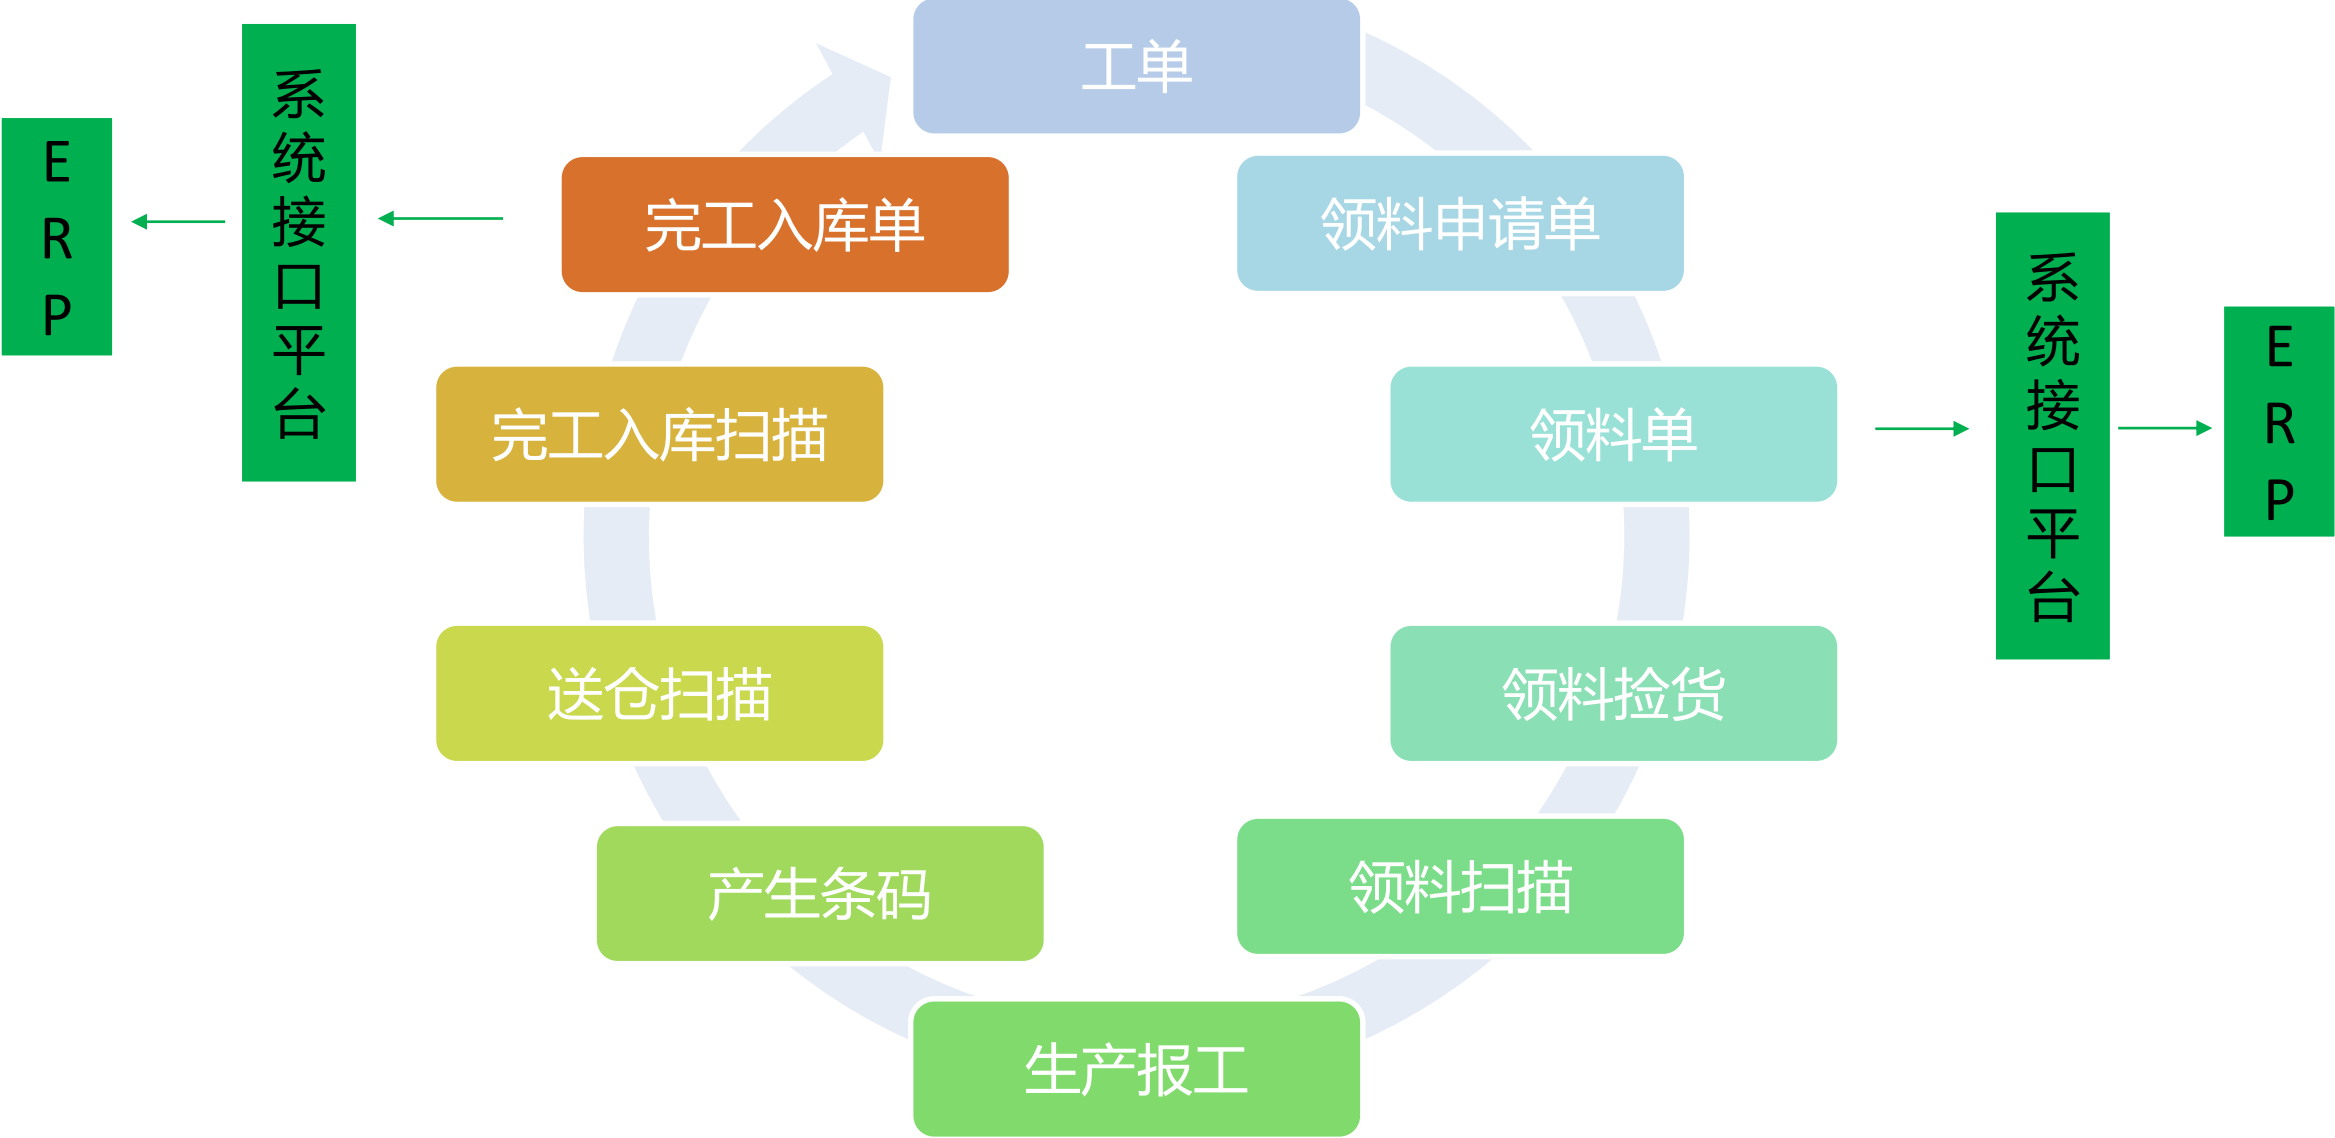 工单
领料申请单
领料单
领料捡货
领料扫描
生产报工
产生条码
送仓扫描
完工入库扫描
完工入库单
系统接口平台
ERP
系统接口平台
ERP